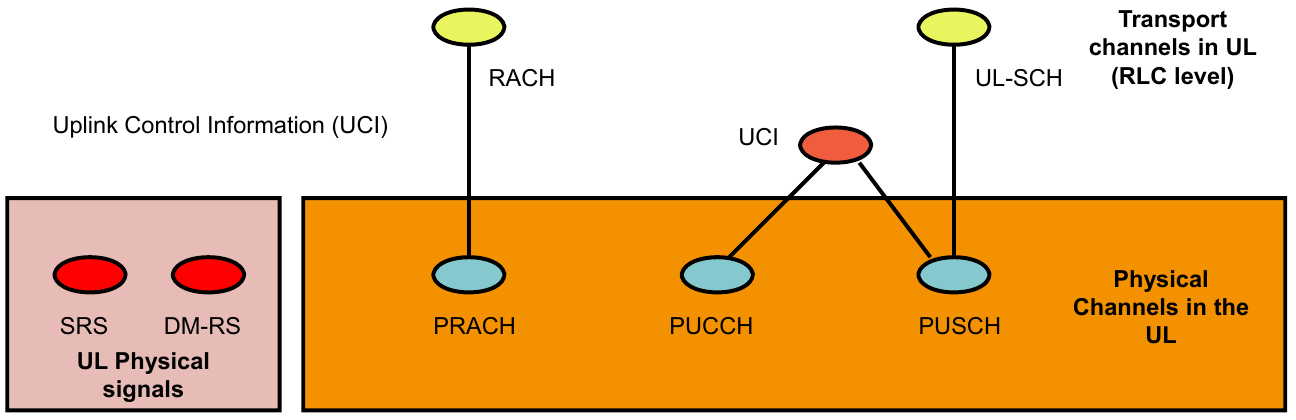 Transport
channels in UL
(RLC level)
RACH
UL-SCH
Uplink Control Information (UCI)
UCI
SRS
DM-RS
UL Physical
signals
PRACH
PUCCH
PUSCH
Physical
Channels in the
UL